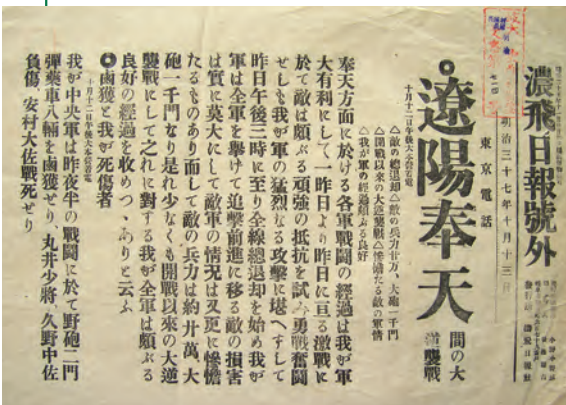 濃飛日報號外
明治三十七年十月十三日
東京電話
◎遼陽奉天間の大逆襲戰
十月十二日午後大本營着電
△敵の總退却△敵の兵力廿万、大砲一千門
△開戰以來の大逆襲戰△慘憺たる敵の軍情
△我が軍の經過頗ぶる良好
奉天方面に於ける各軍戰鬪の經過は我が軍
大有利にして一昨日より昨日に亘る激戰に
於て敵は頗ぶる頑強の抵抗を試み勇戰奮鬪
せしも我が軍の猛烈なる攻擊に堪へずして
昨日午後三時に至り全線總退却を始め我が
軍は全軍を擧げて追擊前進に移る敵の損害
は實に莫大にして敵軍の情況は又更に慘憺
たるものあり而して敵の兵力は約廿萬、大
砲一千門なり是れ少なくも開戰以來の大逆
襲戰にして之れに對する我が全軍は頗ぶる
良好の經過を收めつゝありと云ふ
◎鹵獲と我が死傷者
十月十二日午後大本營着電
我が中央軍は昨夜半の戰鬪に於て野砲二門
彈藥車八輛を鹵獲せり丸井少將、久野中佐
負傷、安村大佐戰死せり